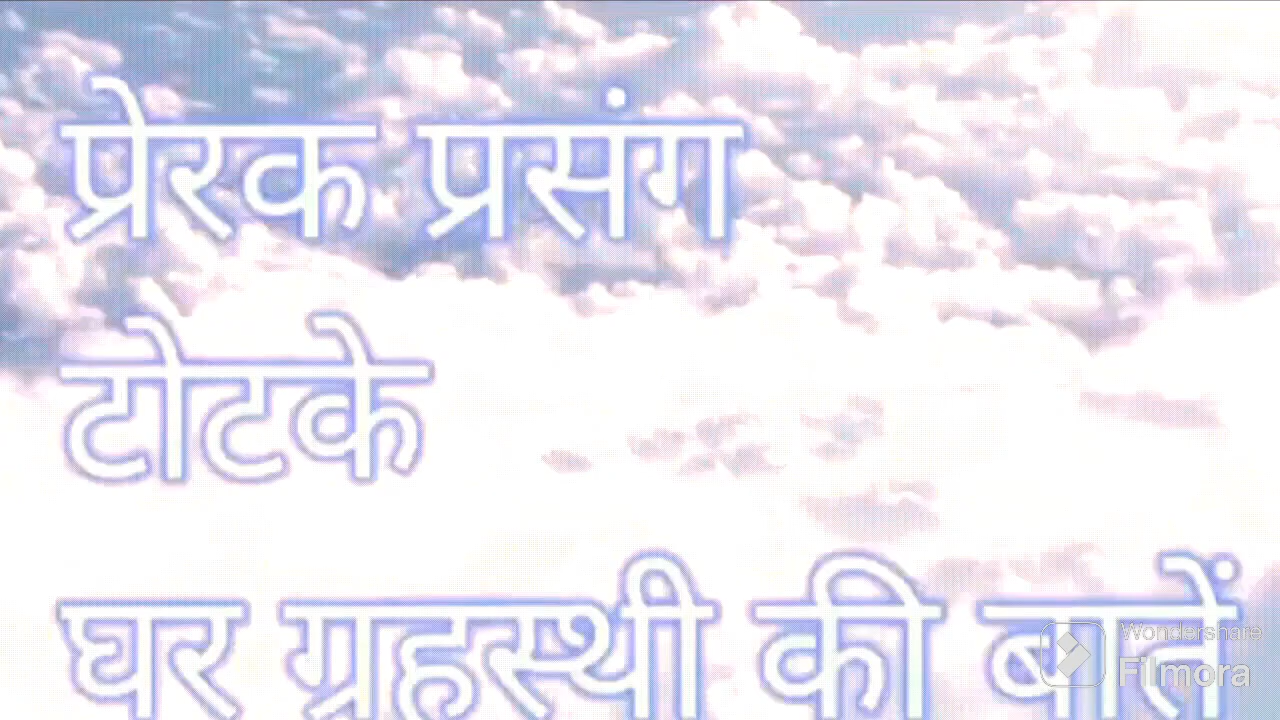 प्रेरक प्रसंग
टोटके
घर ग्रहस्थी की बातें
Wondershare
Filmora